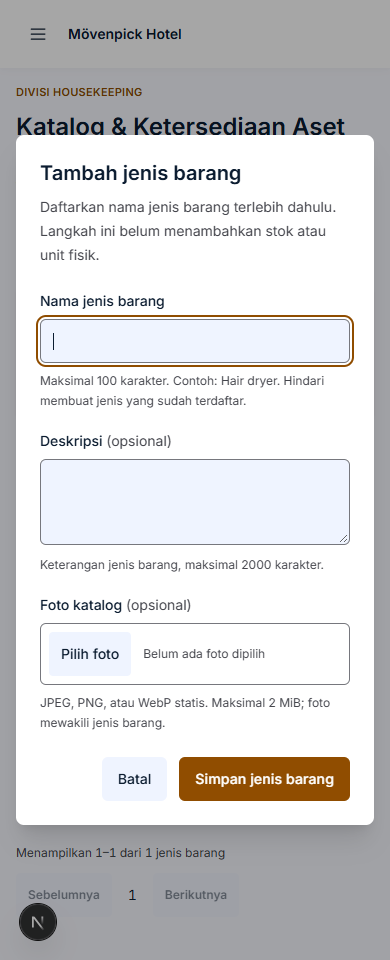 Mövenpick Hotel
DIVISI HOUSEKEEPING
Katalog & Ketersediaan Aset
Tambah jenis barang
Daftarkan nama jenis barang terlebih dahulu.
Langkah ini belum menambahkan stok atau
unit fisik.
Nama jenis barang
Maksimal 100 karakter. Contoh: Hair dryer. Hindari
membuat jenis yang sudah terdaftar.
Deskripsi (opsional)
Keterangan jenis barang, maksimal 2000 karakter.
Foto katalog (opsional)
Pilih foto Belum ada foto dipilih
JPEG, PNG, atau WebP statis. Maksimal 2 MiB; foto
mewakili jenis barang.
Batal Simpan jenis barang
Menampilkan 1–1 dari 1 jenis barang
Sebelumnya 1 Berikutnya
N